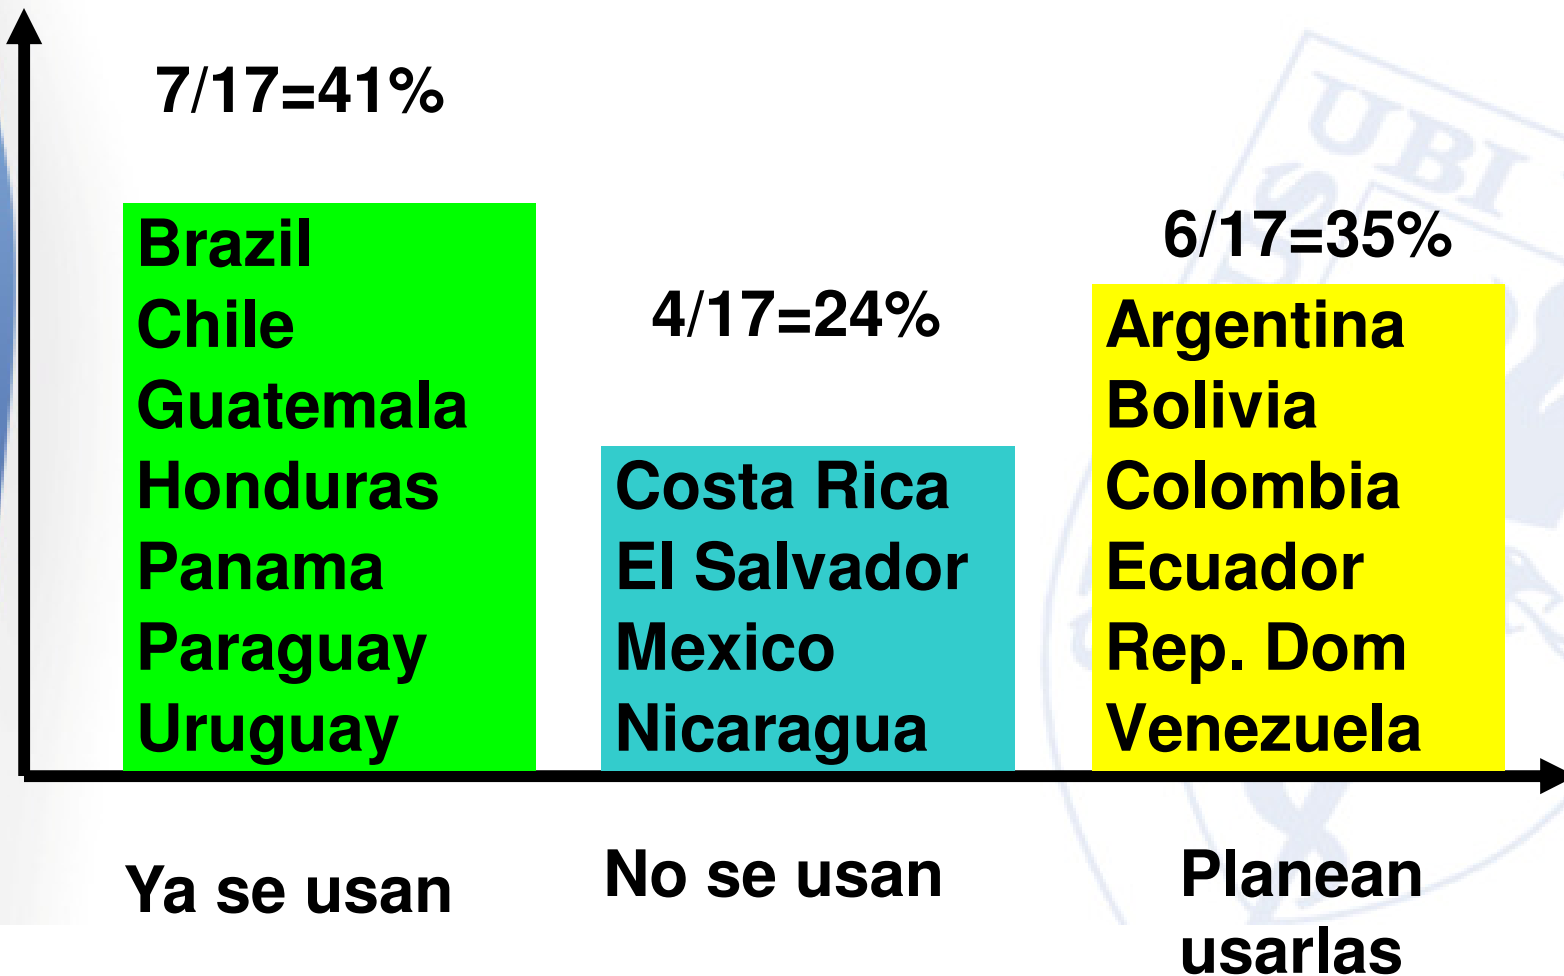 7/17=41%
Brazil
Chile
Guatemala
Honduras
Panama
Paraguay
Uruguay
Ya se usan
4/17=24%
Costa Rica
El Salvador
Mexico
Nicaragua
No se usan
6/17=35%
Argentina
Bolivia
Colombia
Ecuador
Rep. Dom
Venezuela
Planean
usarlas
UBI